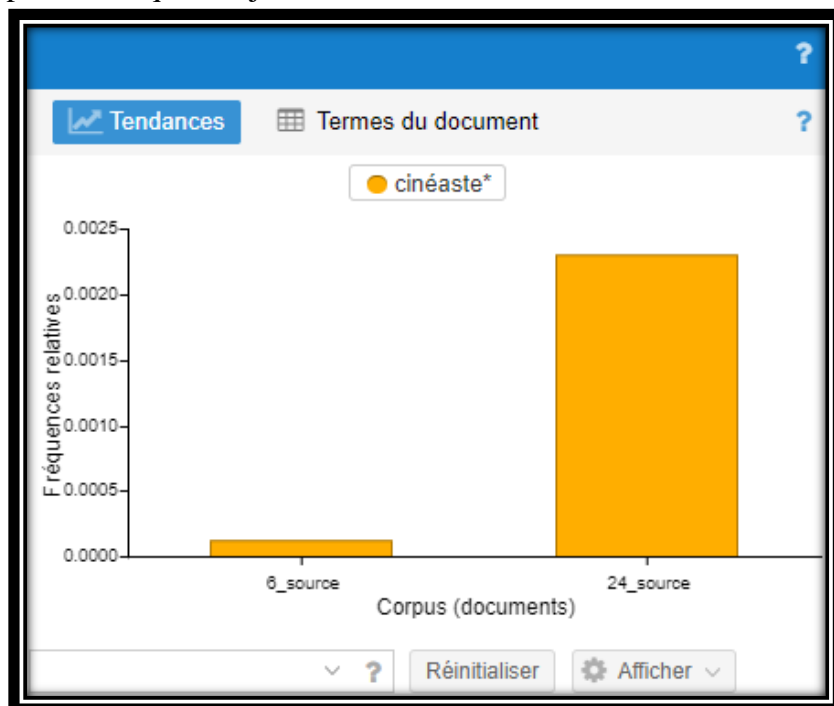 ?
Tendances Termes du document ?
cinéaste*
0.0025
0.0020
0.0015
0.0010
0.0005
0.0000
Fréquences relatives
6_source 24_source
Corpus (documents)
? Réinitialiser Afficher